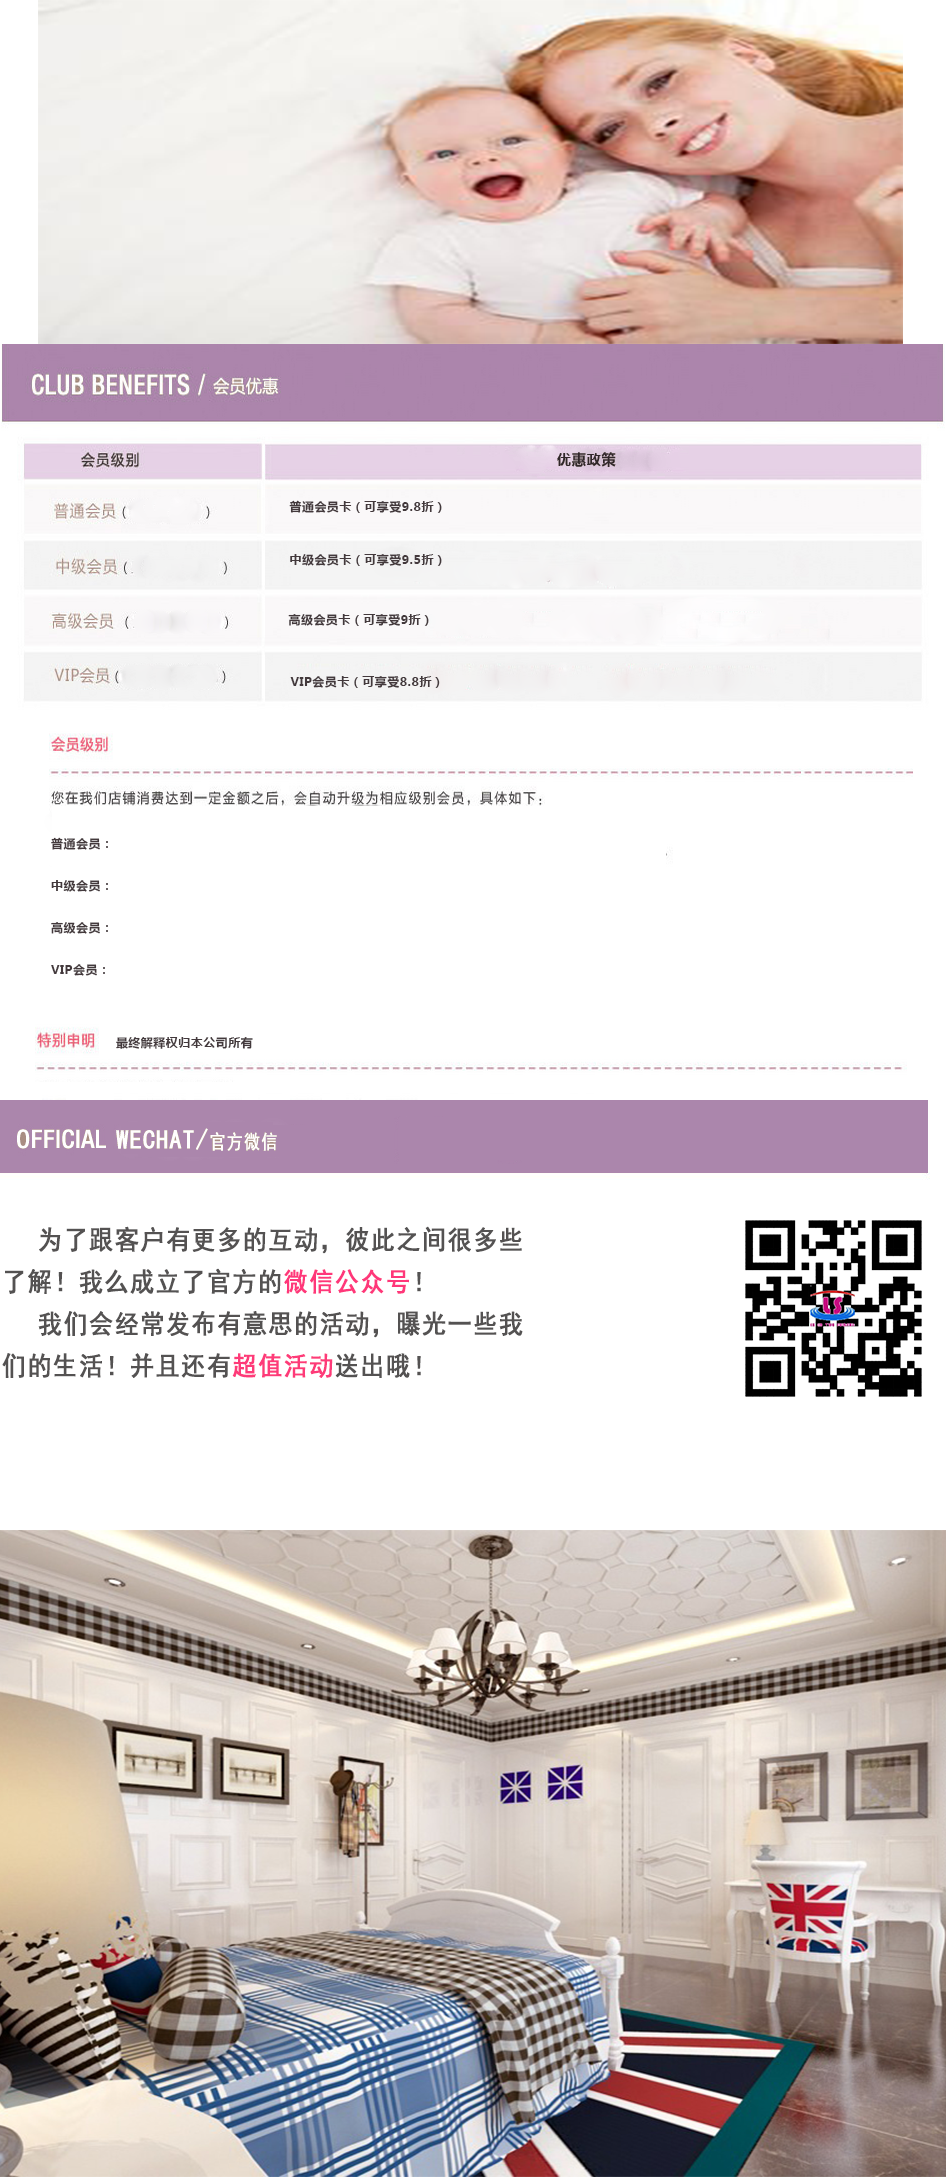 CLUB BENEFITS / 会员优惠
会员级别 优惠政策
普通会员 ( ) 普通会员卡（可享受9.8折）
中级会员 ( ) 中级会员卡（可享受9.5折）
高级会员 ( ) 高级会员卡（可享受9折）
VIP会员 ( ) VIP会员卡（可享受8.8折）
会员级别
您在我们店铺消费达到一定金额之后，会自动升级为相应级别会员，具体如下：
普通会员：
中级会员：
高级会员：
VIP会员：
特别申明 最终解释权归本公司所有
OFFICIAL WECHAT/官方微信
为了跟客户有更多的互动，彼此之间很多些
了解！我么成立了官方的微信公众号！
我们会经常发布有意思的活动，曝光一些我
们的生活！并且还有超值活动送出哦！
LS